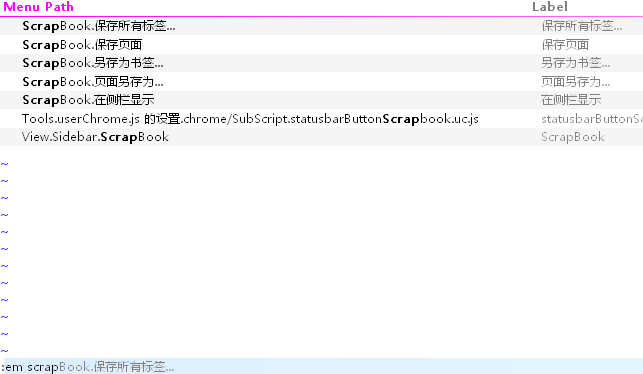 Menu Path Label
ScrapBook.保存所有标签... 保存所有标签...
ScrapBook.保存页面 保存页面
ScrapBook.另存为书签... 另存为书签...
ScrapBook.页面另存为... 页面另存为...
ScrapBook.在侧栏显示 在侧栏显示
Tools.userChrome.js 的设置.chrome/SubScript.statusbarButtonScrapbook.uc.js statusbarButtonSc
View.Sidebar.ScrapBook ScrapBook
~
~
~
~
~
~
~
~
~
~
~
~
:em scrapBook.保存所有标签...